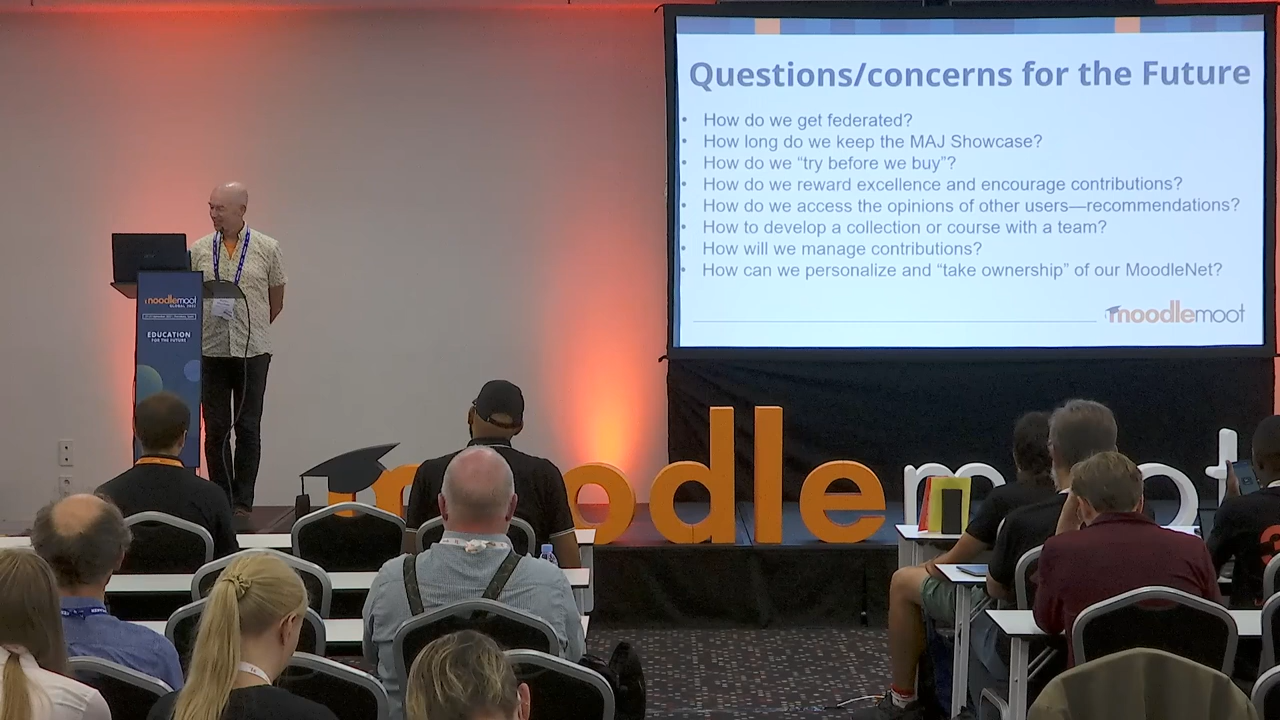 Questions/concerns for the Future
• How do we get federated?
• How long do we keep the MAJ Showcase?
• How do we “try before we buy”?
• How do we reward excellence and encourage contributions?
• How do we access the opinions of other users—recommendations?
• How to develop a collection or course with a team?
• How will we manage contributions?
• How can we personalize and “take ownership” of our MoodleNet?
moodlemoot
moodlemoot
EDUCATION
FOR THE FUTURE